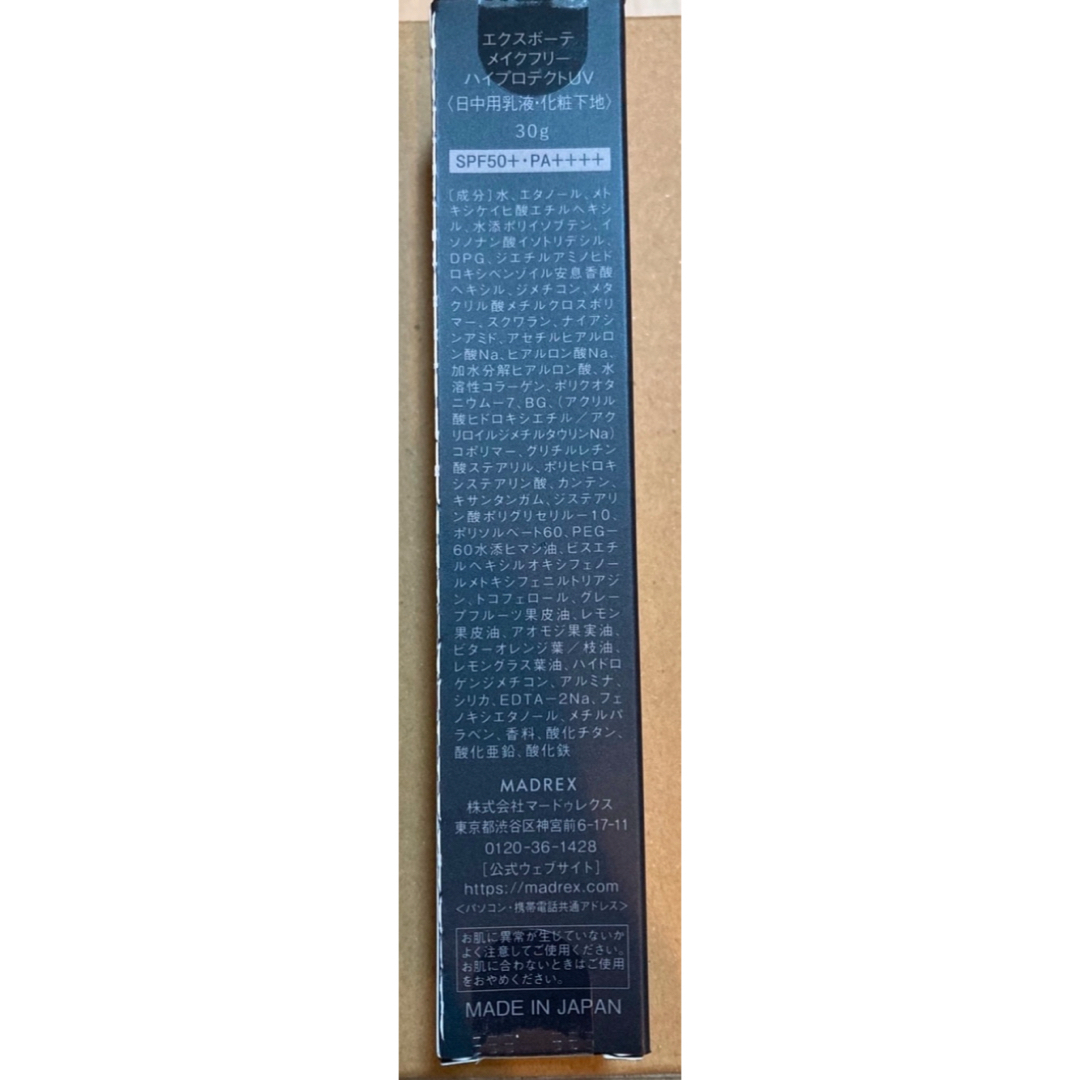 エクスボーテ
メイクフリー
ハイプロテクトUV
〈日中用乳液・化粧下地〉
30g
SPF50+・PA++++
［成分］水、エタノール、メト
キシケイヒ酸エチルヘキシ
ル、水添ポリイソブテン、イ
ソノナン酸イソトリデシル、
DPG、ジエチルアミノヒド
ロキシベンゾイル安息香酸
ヘキシル、ジメチコン、メタ
クリル酸メチルクロスポリ
マー、スクワラン、ナイアシ
ンアミド、アセチルヒアルロ
ン酸Na、ヒアルロン酸Na、
加水分解ヒアルロン酸、水
溶性コラーゲン、ポリクオタ
ニウム－7、BG、（アクリル
酸ヒドロキシエチル／アク
リロイルジメチルタウリンNa）
コポリマー、グリチルレチン
酸ステアリル、ポリヒドロキ
システアリン酸、カンテン、
キサンタンガム、ジステアリ
ン酸ポリグリセリル－10、
ポリソルベート60、PEG－
60水添ヒマシ油、ビスエチ
ルヘキシルオキシフェノー
ルメトキシフェニルトリアジ
ン、トコフェロール、グレー
プフルーツ果皮油、レモン
果皮油、アオモジ果実油、
ビターオレンジ葉／枝油、
レモングラス葉油、ハイドロ
ゲンジメチコン、アルミナ、
シリカ、EDTA－2Na、フェ
ノキシエタノール、メチルパ
ラベン、香料、酸化チタン、
酸化亜鉛、酸化鉄
MADREX
株式会社マードゥレクス
東京都渋谷区神宮前6-17-11
0120-36-1428
［公式ウェブサイト］
https://madrex.com
＜パソコン・携帯電話共通アドレス＞
お肌に異常が生じていないか
よく注意してご使用ください。
お肌に合わないときはご使用
をおやめください。
MADE IN JAPAN